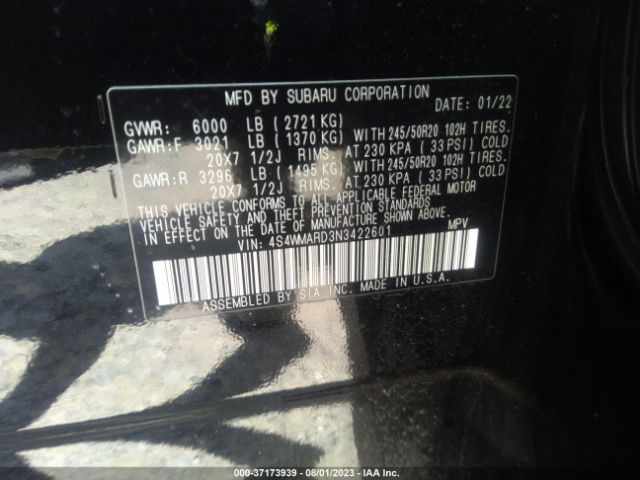 MFD BY SUBARU CORPORATION
DATE: 01/22
GVWR: 6000 LB (2721 KG)
GAWR:F 3021 LB (1370 KG) WITH 245/50R20 102H TIRES.
20X7 1/2J RIMS. AT 230 KPA (33 PSI) COLD
GAWR:R 3296 LB (1495 KG) WITH 245/50R20 102H TIRES.
20X7 1/2J RIMS. AT 230 KPA (33 PSI) COLD
THIS VEHICLE CONFORMS TO ALL APPLICABLE FEDERAL MOTOR
VEHICLE SAFETY AND THEFT PREVENTION STANDARDS
IN EFFECT ON THE DATE OF MANUFACTURE SHOWN ABOVE.
VIN: 4S4WMARD3N3422601 MPV
ASSEMBLED BY SIA INC. MADE IN U.S.A.
000-37173939 - 08/01/2023 - IAA Inc.